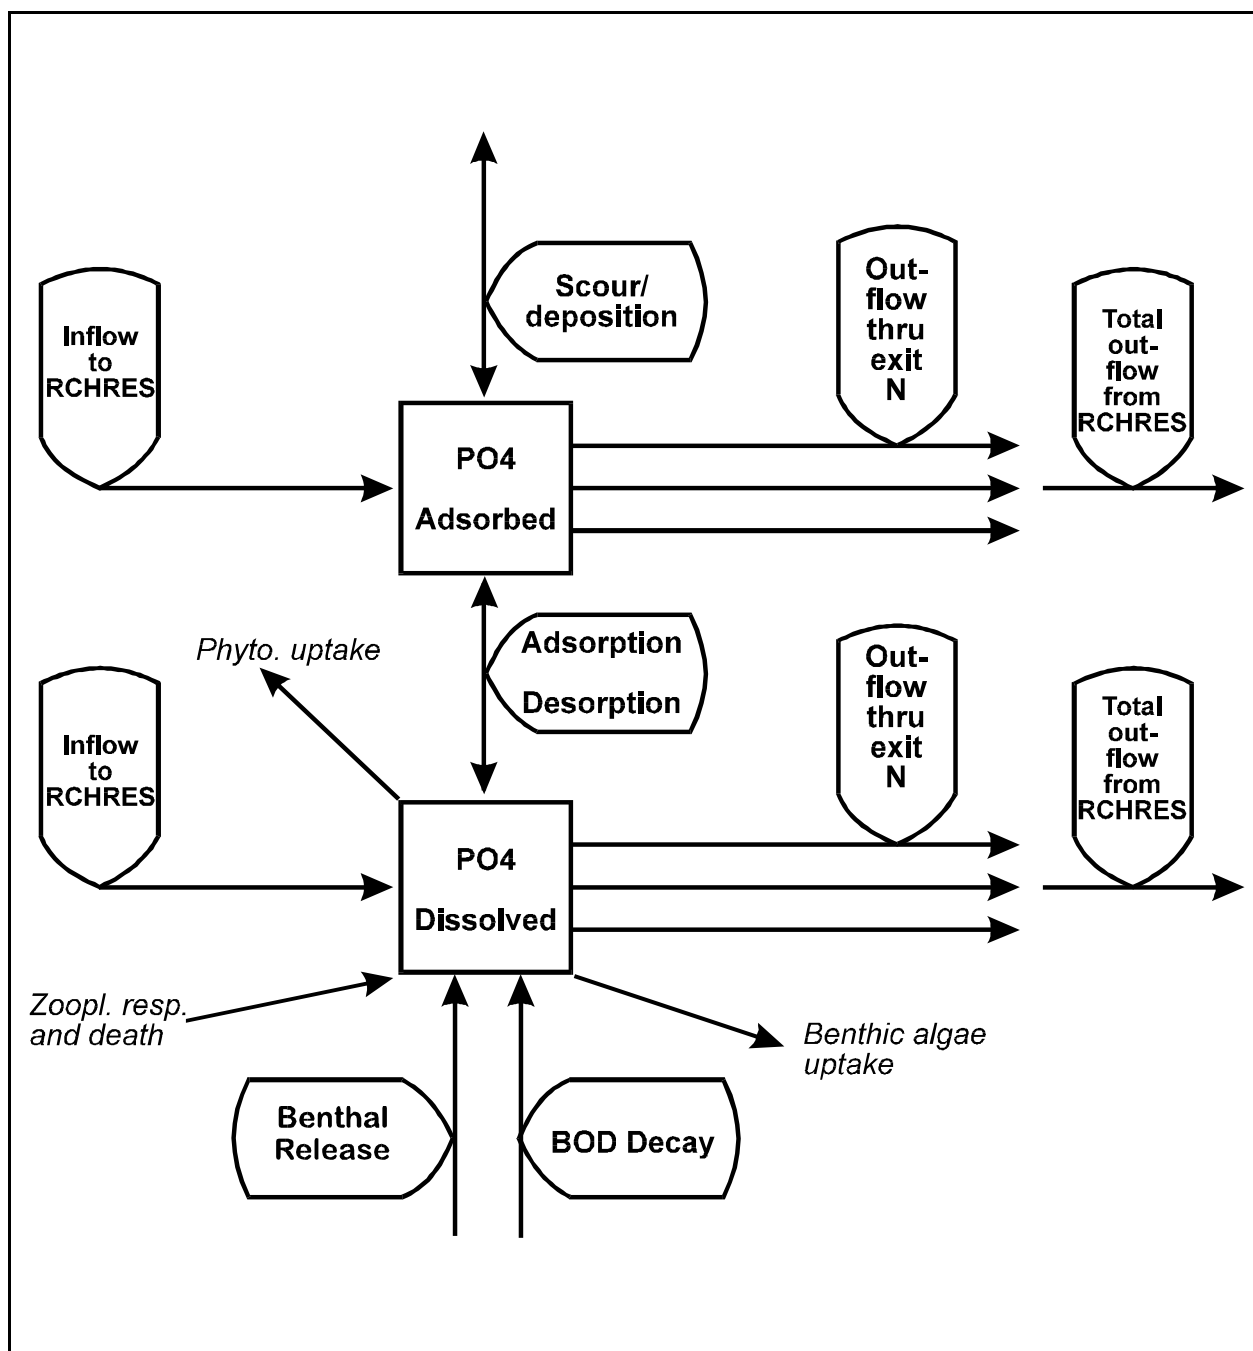 Scour/
deposition
Out-
flow
thru
exit
N
Inflow
to
RCHRES
Total
out-
flow
from
RCHRES
PO4
Adsorbed
Phyto. uptake
Adsorption
Desorption
Out-
flow
thru
exit
N
Inflow
to
RCHRES
Total
out-
flow
from
RCHRES
PO4
Dissolved
Zoopl. resp.
and death
Benthic algae
uptake
Benthal
Release
BOD Decay